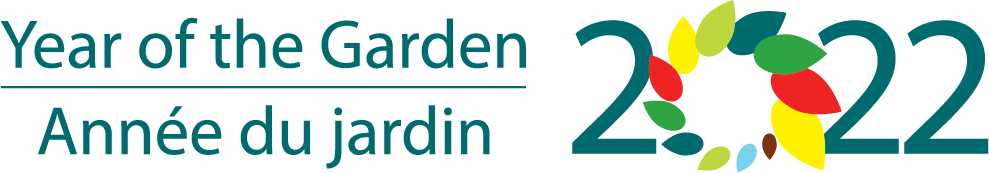 Year of the Garden
Année du jardin
2022